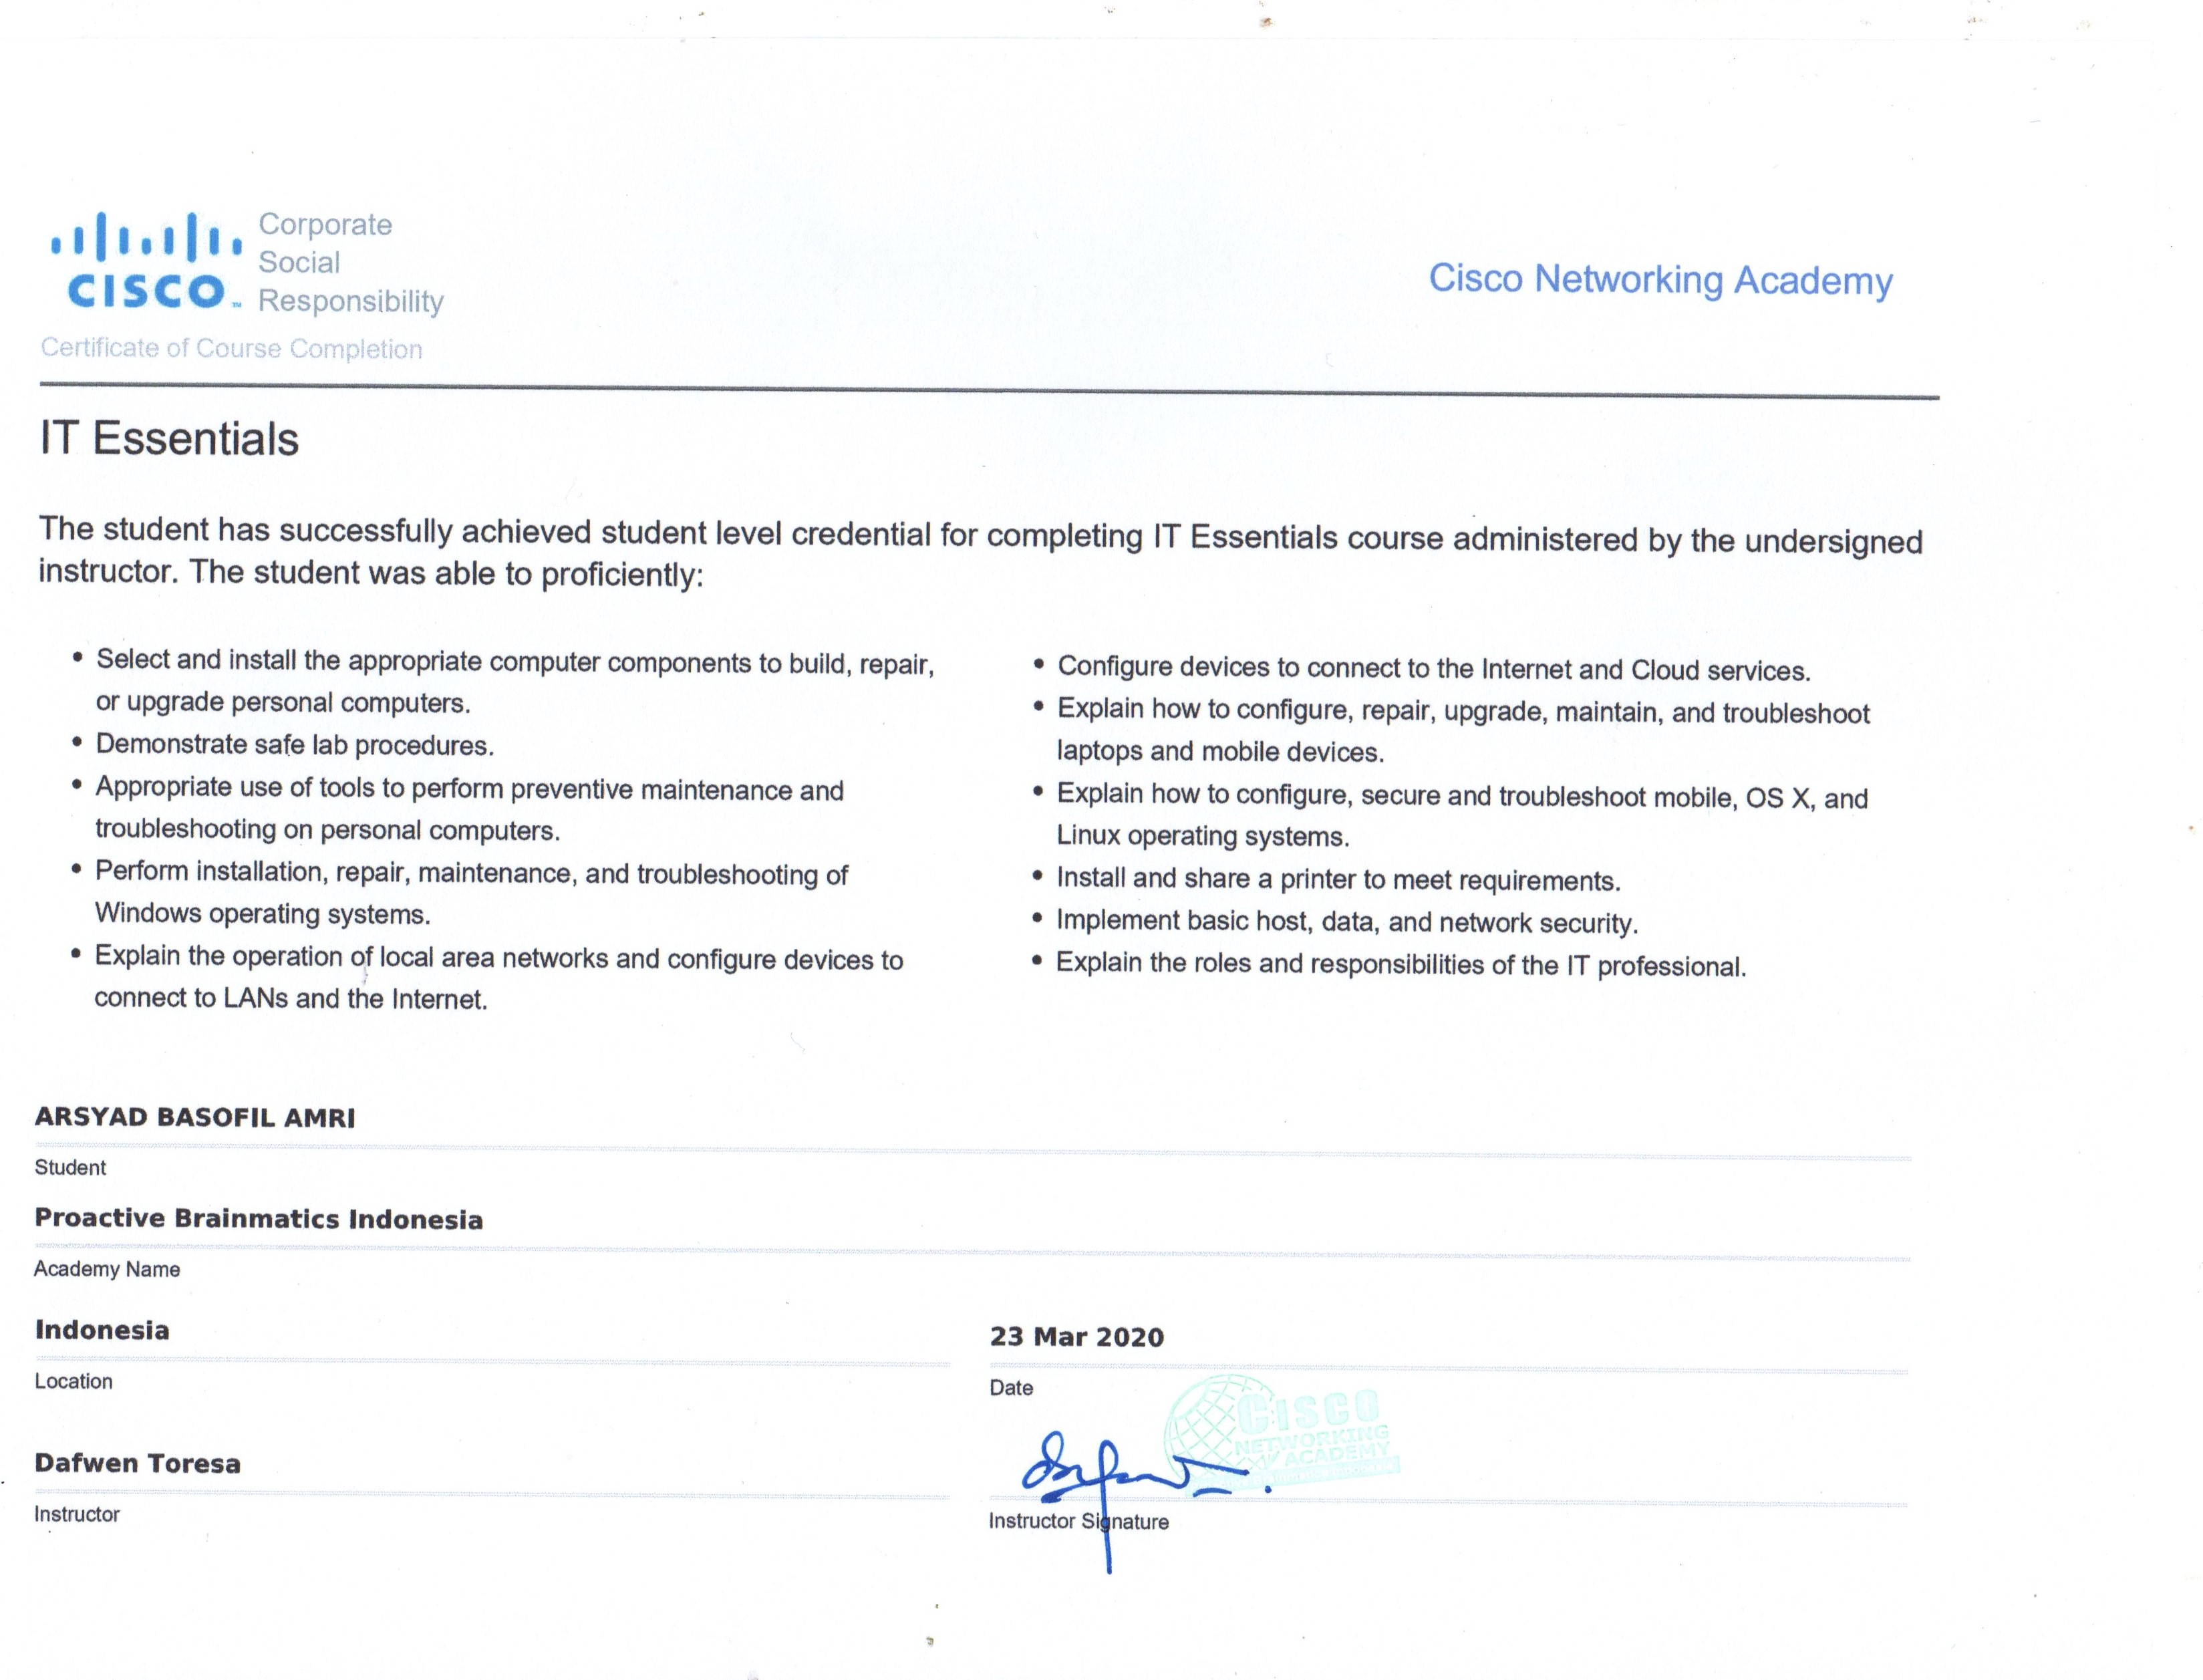 CISCO™
Corporate
Social
Responsibility
Cisco Networking Academy
Certificate of Course Completion
IT Essentials
The student has successfully achieved student level credential for completing IT Essentials course administered by the undersigned
instructor. The student was able to proficiently:
• Select and install the appropriate computer components to build, repair,
or upgrade personal computers.
• Demonstrate safe lab procedures.
• Appropriate use of tools to perform preventive maintenance and
troubleshooting on personal computers.
• Perform installation, repair, maintenance, and troubleshooting of
Windows operating systems.
• Explain the operation of local area networks and configure devices to
connect to LANs and the Internet.
• Configure devices to connect to the Internet and Cloud services.
• Explain how to configure, repair, upgrade, maintain, and troubleshoot
laptops and mobile devices.
• Explain how to configure, secure and troubleshoot mobile, OS X, and
Linux operating systems.
• Install and share a printer to meet requirements.
• Implement basic host, data, and network security.
• Explain the roles and responsibilities of the IT professional.
ARSYAD BASOFIL AMRI
Student
Proactive Brainmatics Indonesia
Academy Name
Indonesia
Location
23 Mar 2020
Date
CISCO
NETWORKING
ACADEMY
Dafwen Toresa
Instructor
Instructor Signature